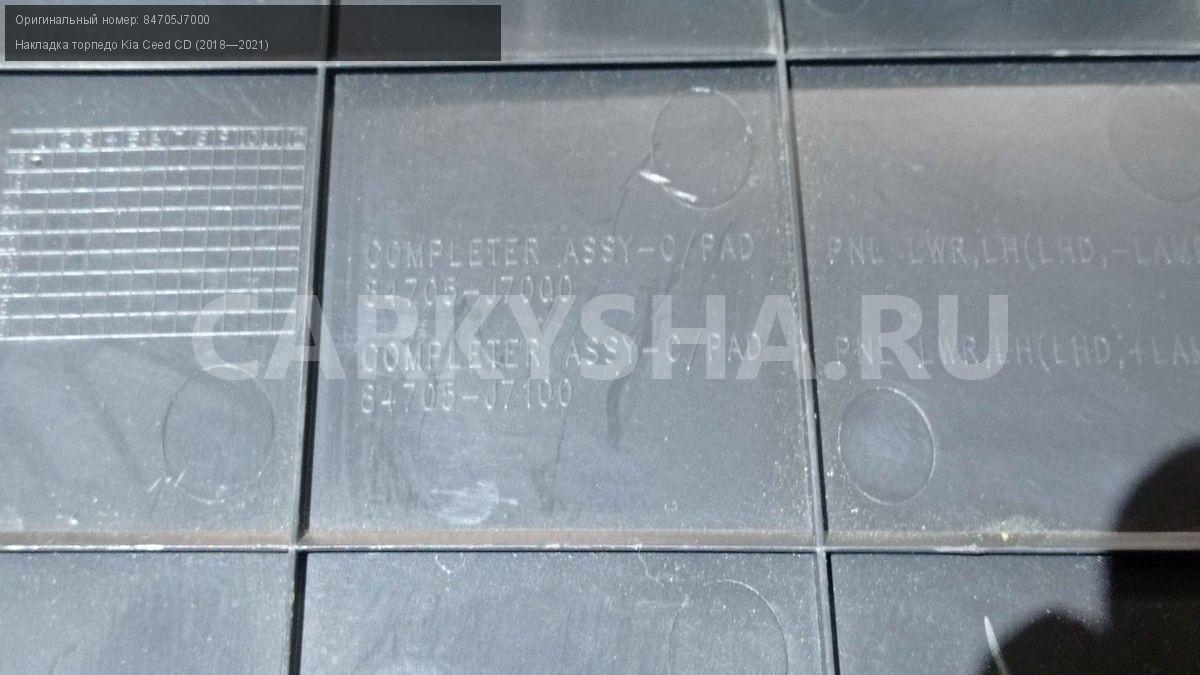 Оригинальный номер: 84705J7000
Накладка торпедо Kia Ceed CD (2018—2021)
COMPLETER ASSY-C/PAD
84705-J7000
COMPLETER ASSY-C/PAD
84705-J7100
PNL LWR,LH(LHD,-LAM
PNL LWR,LH(LHD,+LAM
CARKYSHA.RU